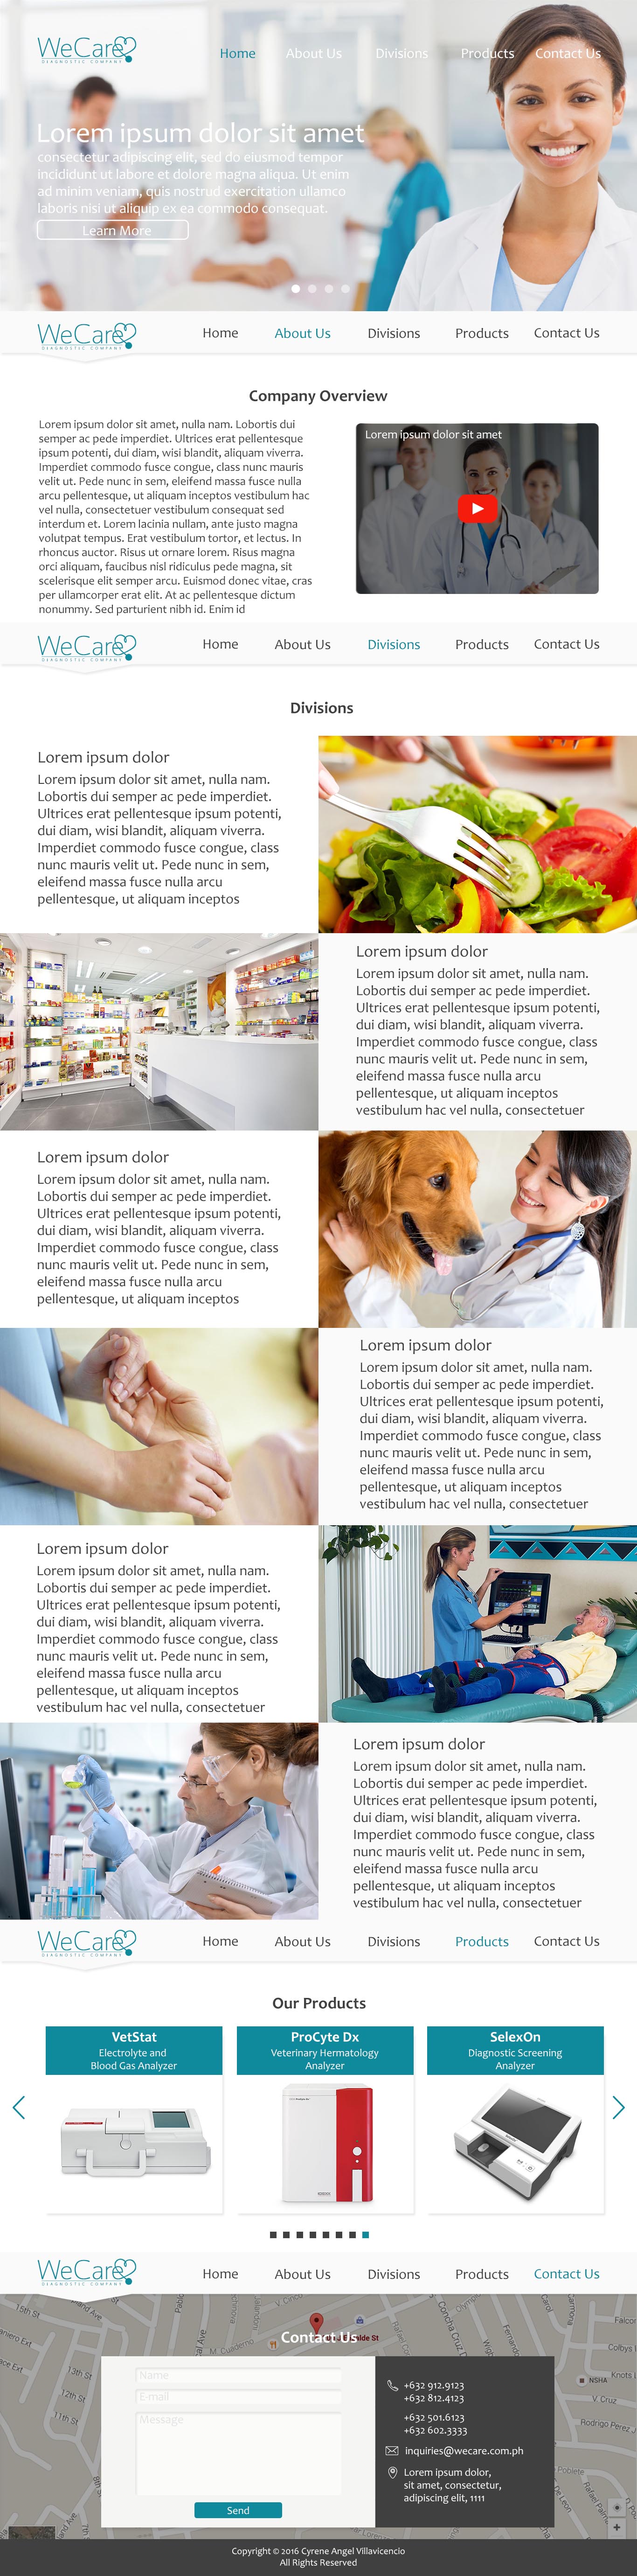 WeCare
DIAGNOSTIC COMPANY
Home About Us Divisions Products Contact Us
Lorem ipsum dolor sit amet
consectetur adipiscing elit, sed do eiusmod tempor
incididunt ut labore et dolore magna aliqua. Ut enim
ad minim veniam, quis nostrud exercitation ullamco
laboris nisi ut aliquip ex ea commodo consequat.
Learn More
WeCare
DIAGNOSTIC COMPANY
Home About Us Divisions Products Contact Us
Company Overview
Lorem ipsum dolor sit amet, nulla nam. Lobortis dui
semper ac pede imperdiet. Ultrices erat pellentesque
ipsum potenti, dui diam, wisi blandit, aliquam viverra.
Imperdiet commodo fusce congue, class nunc mauris
velit ut. Pede nunc in sem, eleifend massa fusce nulla
arcu pellentesque, ut aliquam inceptos vestibulum hac
vel nulla, consectetuer vestibulum consequat sed
interdum et. Lorem lacinia nullam, ante justo magna
volutpat tempus. Erat vestibulum tortor, et lectus. In
rhoncus auctor. Risus ut ornare lorem. Risus magna
orci aliquam, faucibus nisl ridiculus pede magna, sit
scelerisque elit semper arcu. Euismod donec vitae, cras
per ullamcorper erat elit. At ac pellentesque dictum
nonummy. Sed parturient nibh id. Enim id
Lorem ipsum dolor sit amet
WeCare
DIAGNOSTIC COMPANY
Home About Us Divisions Products Contact Us
Divisions
Lorem ipsum dolor
Lorem ipsum dolor sit amet, nulla nam.
Lobortis dui semper ac pede imperdiet.
Ultrices erat pellentesque ipsum potenti,
dui diam, wisi blandit, aliquam viverra.
Imperdiet commodo fusce congue, class
nunc mauris velit ut. Pede nunc in sem,
eleifend massa fusce nulla arcu
pellentesque, ut aliquam inceptos
Lorem ipsum dolor
Lorem ipsum dolor sit amet, nulla nam.
Lobortis dui semper ac pede imperdiet.
Ultrices erat pellentesque ipsum potenti,
dui diam, wisi blandit, aliquam viverra.
Imperdiet commodo fusce congue, class
nunc mauris velit ut. Pede nunc in sem,
eleifend massa fusce nulla arcu
pellentesque, ut aliquam inceptos
vestibulum hac vel nulla, consectetuer
Lorem ipsum dolor
Lorem ipsum dolor sit amet, nulla nam.
Lobortis dui semper ac pede imperdiet.
Ultrices erat pellentesque ipsum potenti,
dui diam, wisi blandit, aliquam viverra.
Imperdiet commodo fusce congue, class
nunc mauris velit ut. Pede nunc in sem,
eleifend massa fusce nulla arcu
pellentesque, ut aliquam inceptos
Lorem ipsum dolor
Lorem ipsum dolor sit amet, nulla nam.
Lobortis dui semper ac pede imperdiet.
Ultrices erat pellentesque ipsum potenti,
dui diam, wisi blandit, aliquam viverra.
Imperdiet commodo fusce congue, class
nunc mauris velit ut. Pede nunc in sem,
eleifend massa fusce nulla arcu
pellentesque, ut aliquam inceptos
vestibulum hac vel nulla, consectetuer
Lorem ipsum dolor
Lorem ipsum dolor sit amet, nulla nam.
Lobortis dui semper ac pede imperdiet.
Ultrices erat pellentesque ipsum potenti,
dui diam, wisi blandit, aliquam viverra.
Imperdiet commodo fusce congue, class
nunc mauris velit ut. Pede nunc in sem,
eleifend massa fusce nulla arcu
pellentesque, ut aliquam inceptos
vestibulum hac vel nulla, consectetuer
Lorem ipsum dolor
Lorem ipsum dolor sit amet, nulla nam.
Lobortis dui semper ac pede imperdiet.
Ultrices erat pellentesque ipsum potenti,
dui diam, wisi blandit, aliquam viverra.
Imperdiet commodo fusce congue, class
nunc mauris velit ut. Pede nunc in sem,
eleifend massa fusce nulla arcu
pellentesque, ut aliquam inceptos
vestibulum hac vel nulla, consectetuer
WeCare
DIAGNOSTIC COMPANY
Home About Us Divisions Products Contact Us
Our Products
VetStat
Electrolyte and
Blood Gas Analyzer
ProCyte Dx
Veterinary Hermatology
Analyzer
SelexOn
Diagnostic Screening
Analyzer
WeCare
DIAGNOSTIC COMPANY
Home About Us Divisions Products Contact Us
Contact Us
15th St
13th St
12th St
11th St
M. Cuaderno
NSHA
V. Cruz
Rodrigo Perez J
Name
E-mail
Message
Send
+632 912.9123
+632 812.4123
+632 501.6123
+632 602.3333
inquiries@wecare.com.ph
Lorem ipsum dolor,
sit amet, consectetur,
adipiscing elit, 1111
Copyright © 2016 Cyrene Angel Villavicencio
All Rights Reserved